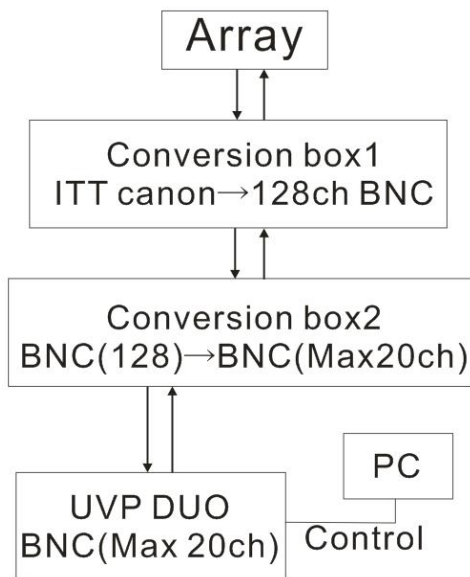 Array
Conversion box1
ITT canon→128ch BNC
Conversion box2
BNC(128)→BNC(Max20ch)
PC
UVP DUO
BNC(Max 20ch)
Control